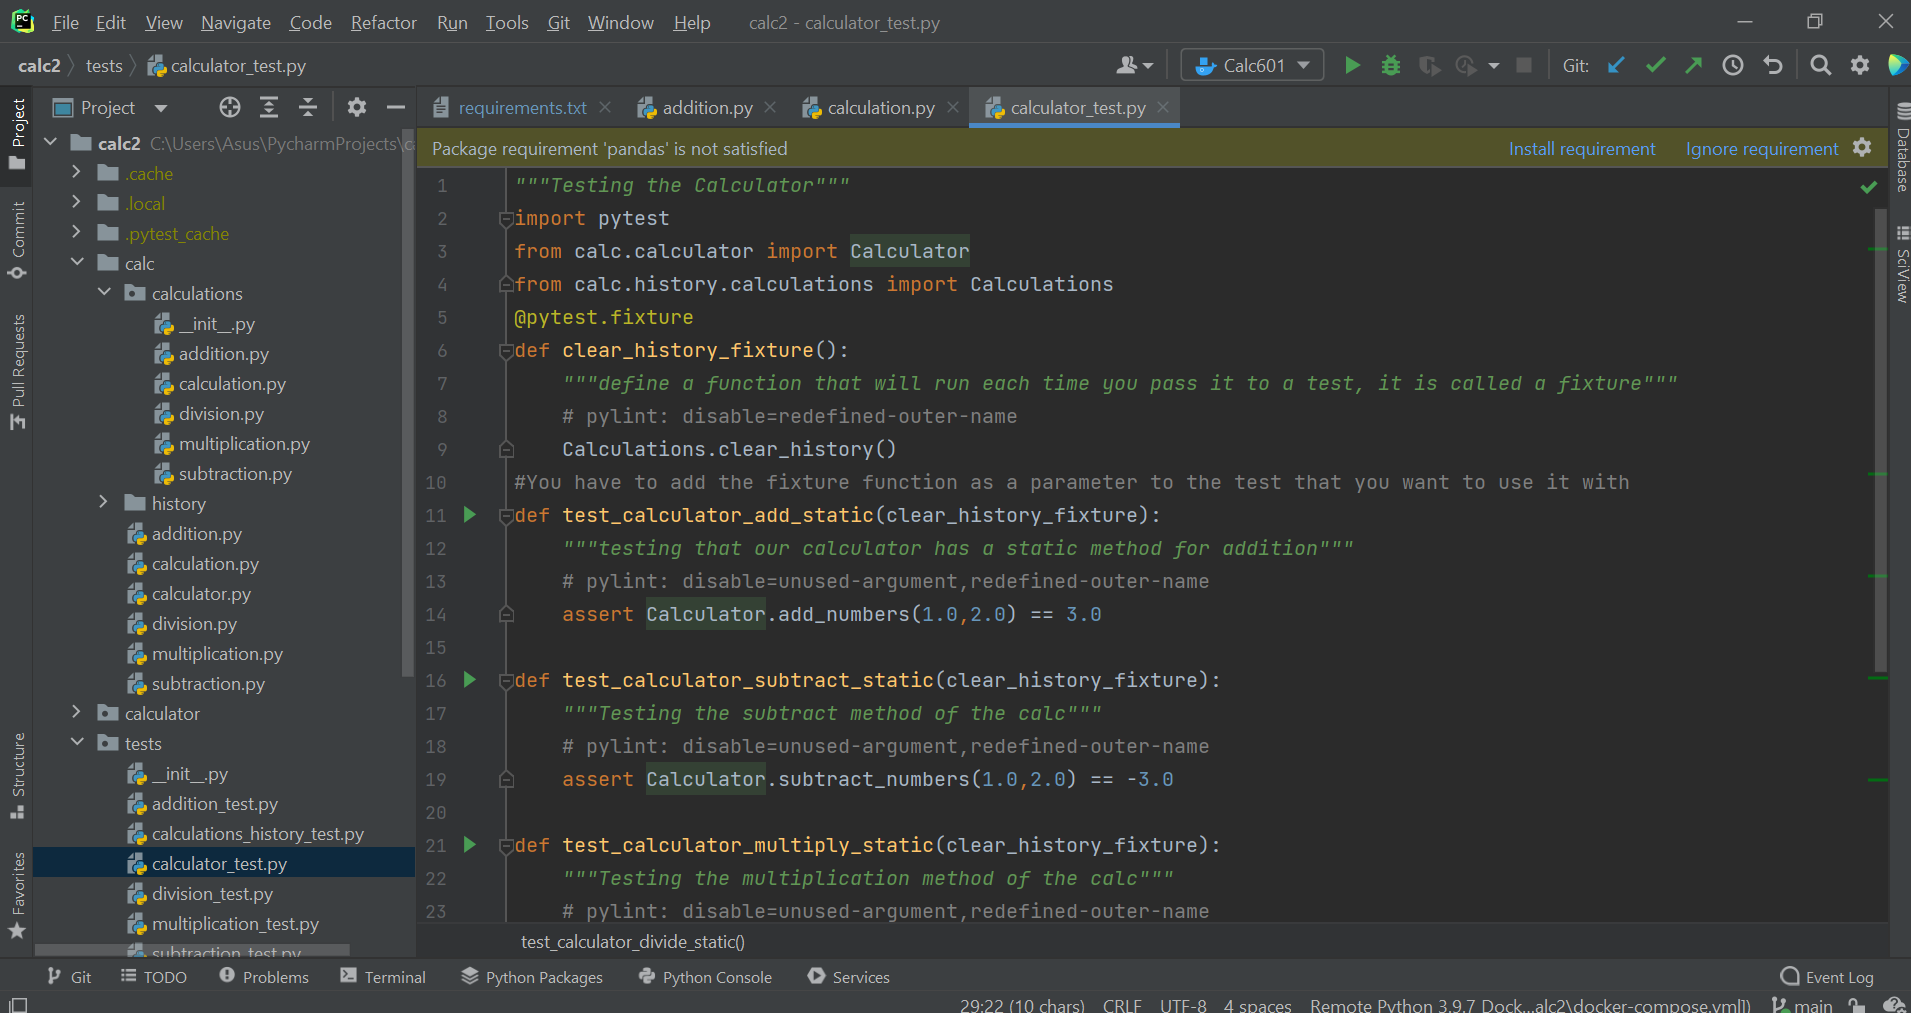 File Edit View Navigate Code Refactor Run Tools Git Window Help calc2 - calculator_test.py
calc2 tests calculator_test.py Calc601 Git:
Project
Project
calc2 C:\Users\Asus\PycharmProjects\
.cache
.local
.pytest_cache
calc
calculations
__init__.py
addition.py
calculation.py
division.py
multiplication.py
subtraction.py
history
addition.py
calculation.py
calculator.py
division.py
multiplication.py
subtraction.py
calculator
tests
__init__.py
addition_test.py
calculations_history_test.py
calculator_test.py
division_test.py
multiplication_test.py
subtraction_test.py
Commit
Pull Requests
Structure
Favorites
requirements.txt addition.py calculation.py calculator_test.py
Package requirement 'pandas' is not satisfied Install requirement Ignore requirement
1 """Testing the Calculator"""
2 import pytest
3 from calc.calculator import Calculator
4 from calc.history.calculations import Calculations
5 @pytest.fixture
6 def clear_history_fixture():
7 """define a function that will run each time you pass it to a test, it is called a fixture"""
8 # pylint: disable=redefined-outer-name
9 Calculations.clear_history()
10 #You have to add the fixture function as a parameter to the test that you want to use it with
11 def test_calculator_add_static(clear_history_fixture):
12 """testing that our calculator has a static method for addition"""
13 # pylint: disable=unused-argument,redefined-outer-name
14 assert Calculator.add_numbers(1.0,2.0) == 3.0
15
16 def test_calculator_subtract_static(clear_history_fixture):
17 """Testing the subtract method of the calc"""
18 # pylint: disable=unused-argument,redefined-outer-name
19 assert Calculator.subtract_numbers(1.0,2.0) == -3.0
20
21 def test_calculator_multiply_static(clear_history_fixture):
22 """Testing the multiplication method of the calc"""
23 # pylint: disable=unused-argument,redefined-outer-name
test_calculator_divide_static()
Database
SciView
Git TODO Problems Terminal Python Packages Python Console Services Event Log
29:22 (10 chars) CRLF UTF-8 4 spaces Remote Python 3.9.7 Dock...alc2\docker-compose.yml]) main